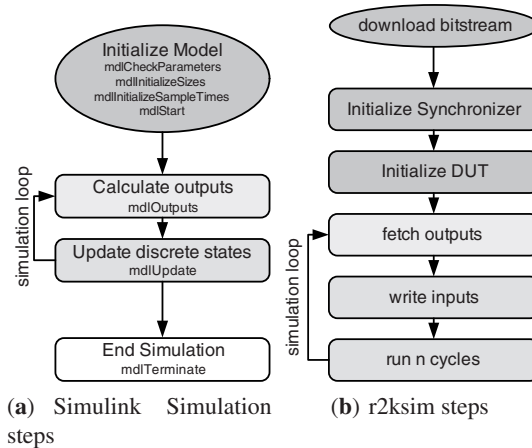 Initialize Model
mdlCheckParameters
mdlInitializeSizes
mdlInitializeSampleTimes
mdlStart
simulation loop
Calculate outputs
mdlOutputs
Update discrete states
mdlUpdate
End Simulation
mdlTerminate
(a) Simulink Simulation
steps
download bitstream
Initialize Synchronizer
Initialize DUT
simulation loop
fetch outputs
write inputs
run n cycles
(b) r2ksim steps